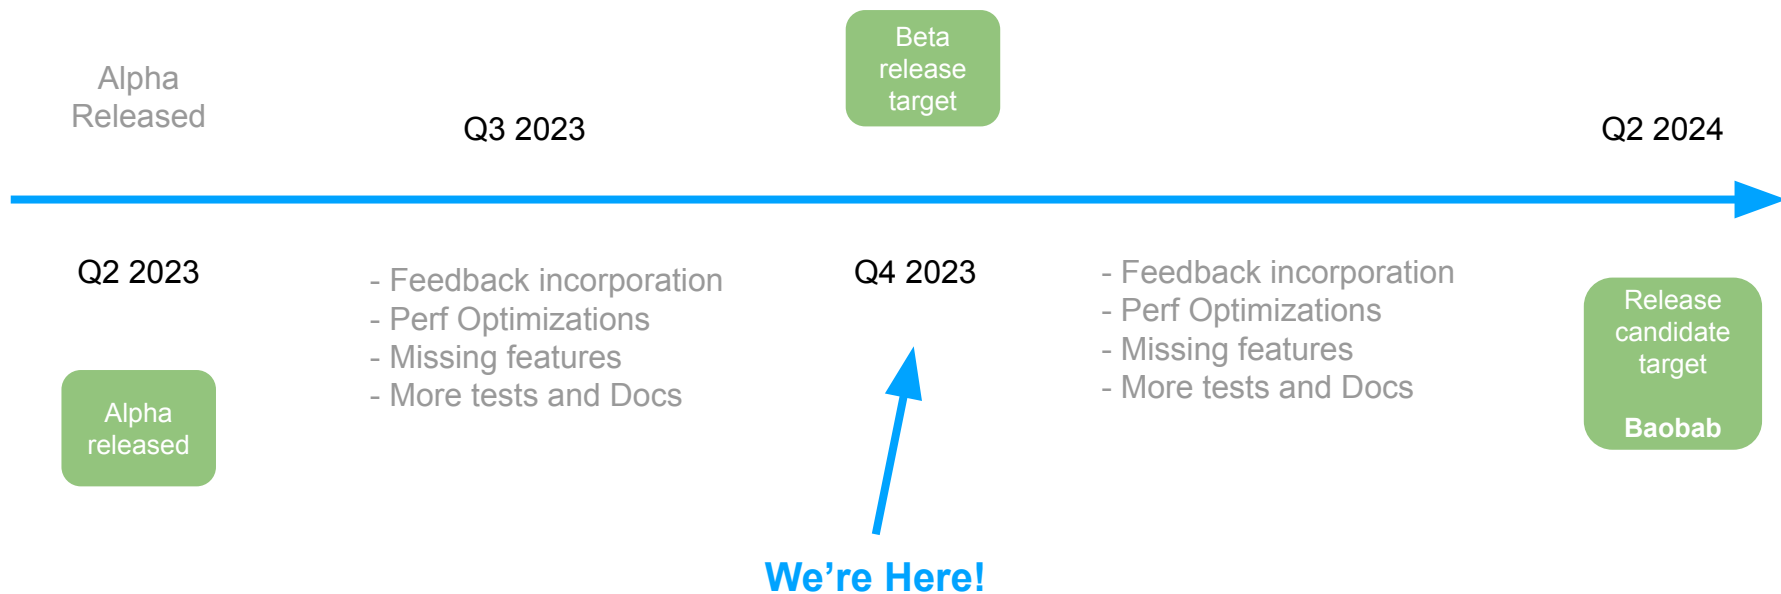 Alpha
Released
Q3 2023
Beta
release
target
Q2 2024
Q2 2023
Alpha
released
- Feedback incorporation
- Perf Optimizations
- Missing features
- More tests and Docs
Q4 2023
We’re Here!
- Feedback incorporation
- Perf Optimizations
- Missing features
- More tests and Docs
Release
candidate
target
Baobab